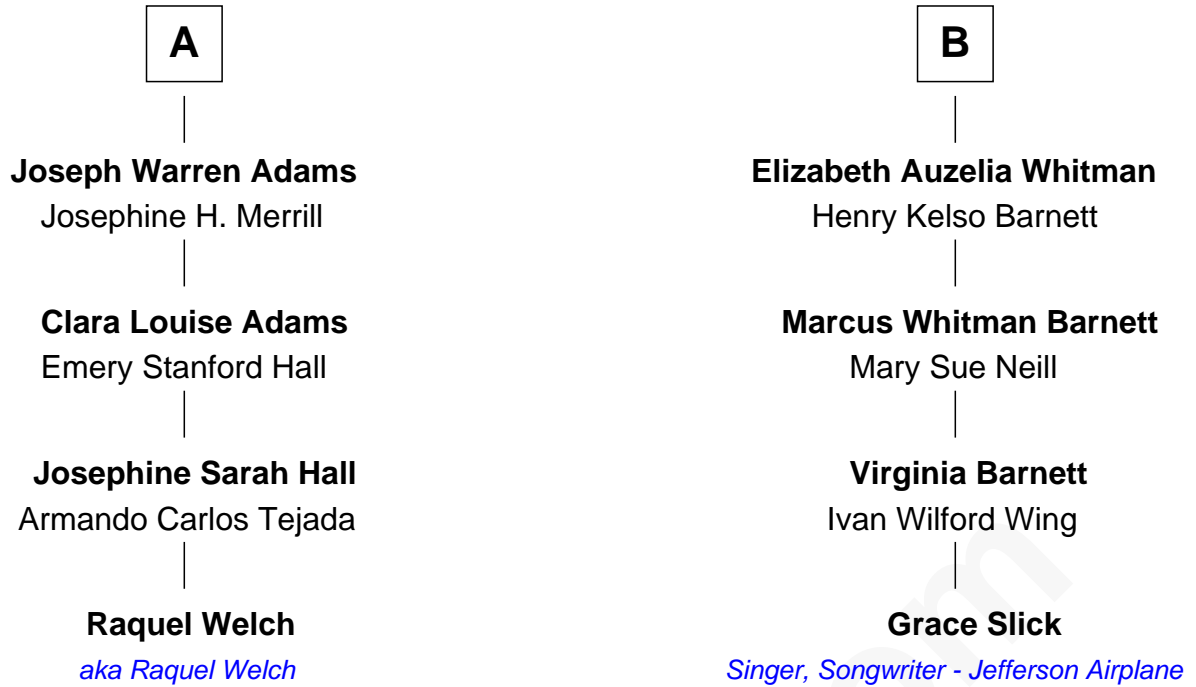 A
Joseph Warren Adams
Josephine H. Merrill
Clara Louise Adams
Emery Stanford Hall
Josephine Sarah Hall
Armando Carlos Tejada
Raquel Welch
aka Raquel Welch
B
Elizabeth Auzelia Whitman
Henry Kelso Barnett
Marcus Whitman Barnett
Mary Sue Neill
Virginia Barnett
Ivan Wilford Wing
Grace Slick
Singer, Songwriter - Jefferson Airplane